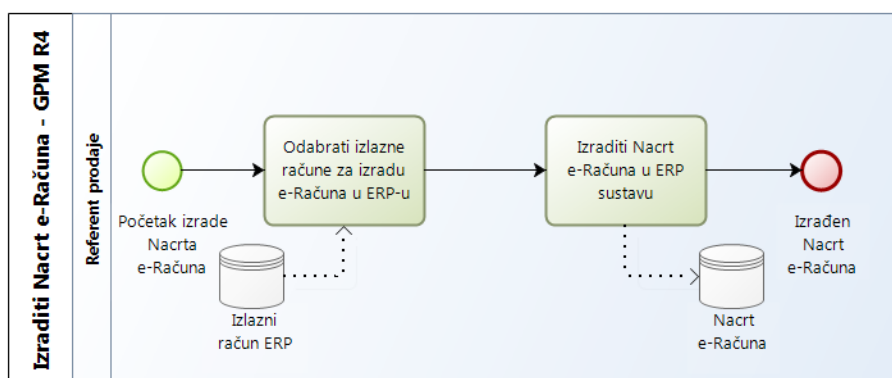 Izraditi Nacrt e-Računa - GPM R4
Referent prodaje
Početak izrade
Nacrta
e-Računa
Odabrati izlazne
račune za izradu
e-Računa u ERP-u
Izlazni
račun ERP
Izraditi Nacrt
e-Računa u ERP
sustavu
Nacrt
e-Računa
Izrađen
Nacrt
e-Računa